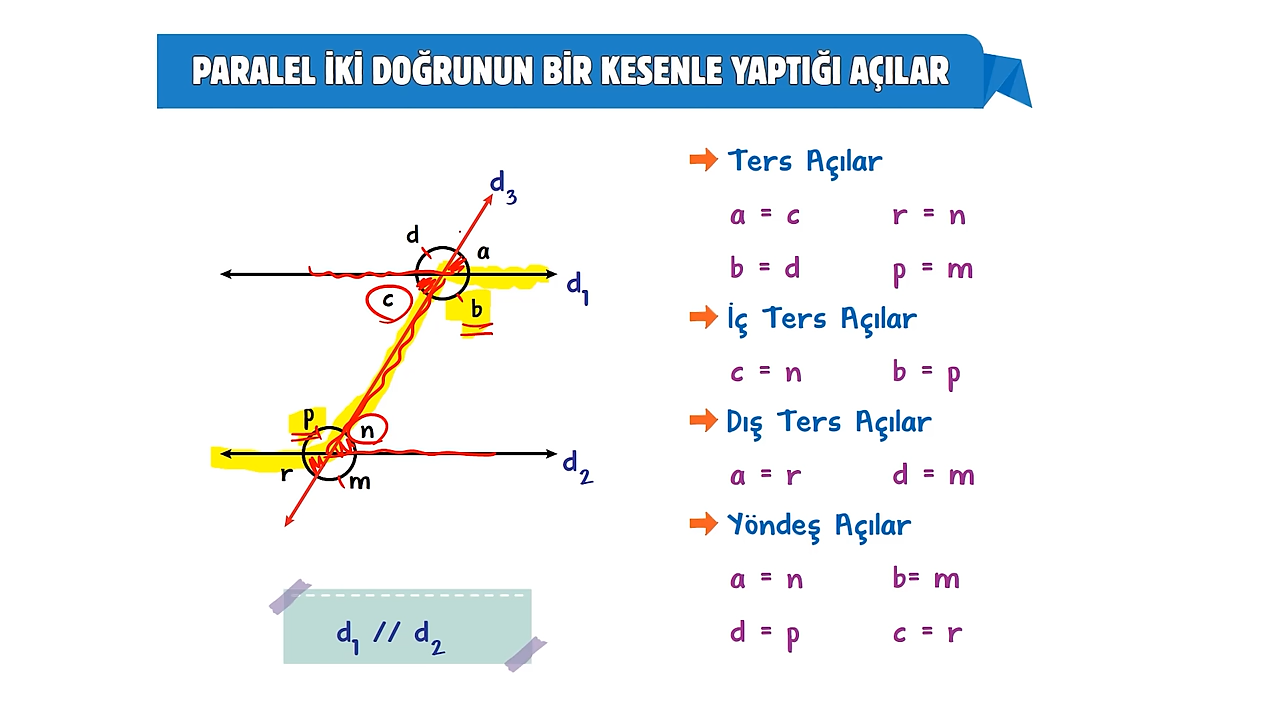 PARALEL İKİ DOĞRUNUN BİR KESENLE YAPTIĞI AÇILAR
d3
d
a
d1
c
b
p
n
d2
r
m
d1 // d2
Ters Açılar
a = c r = n
b = d p = m
İç Ters Açılar
c = n b = p
Dış Ters Açılar
a = r d = m
Yöndeş Açılar
a = n b= m
d = p c = r